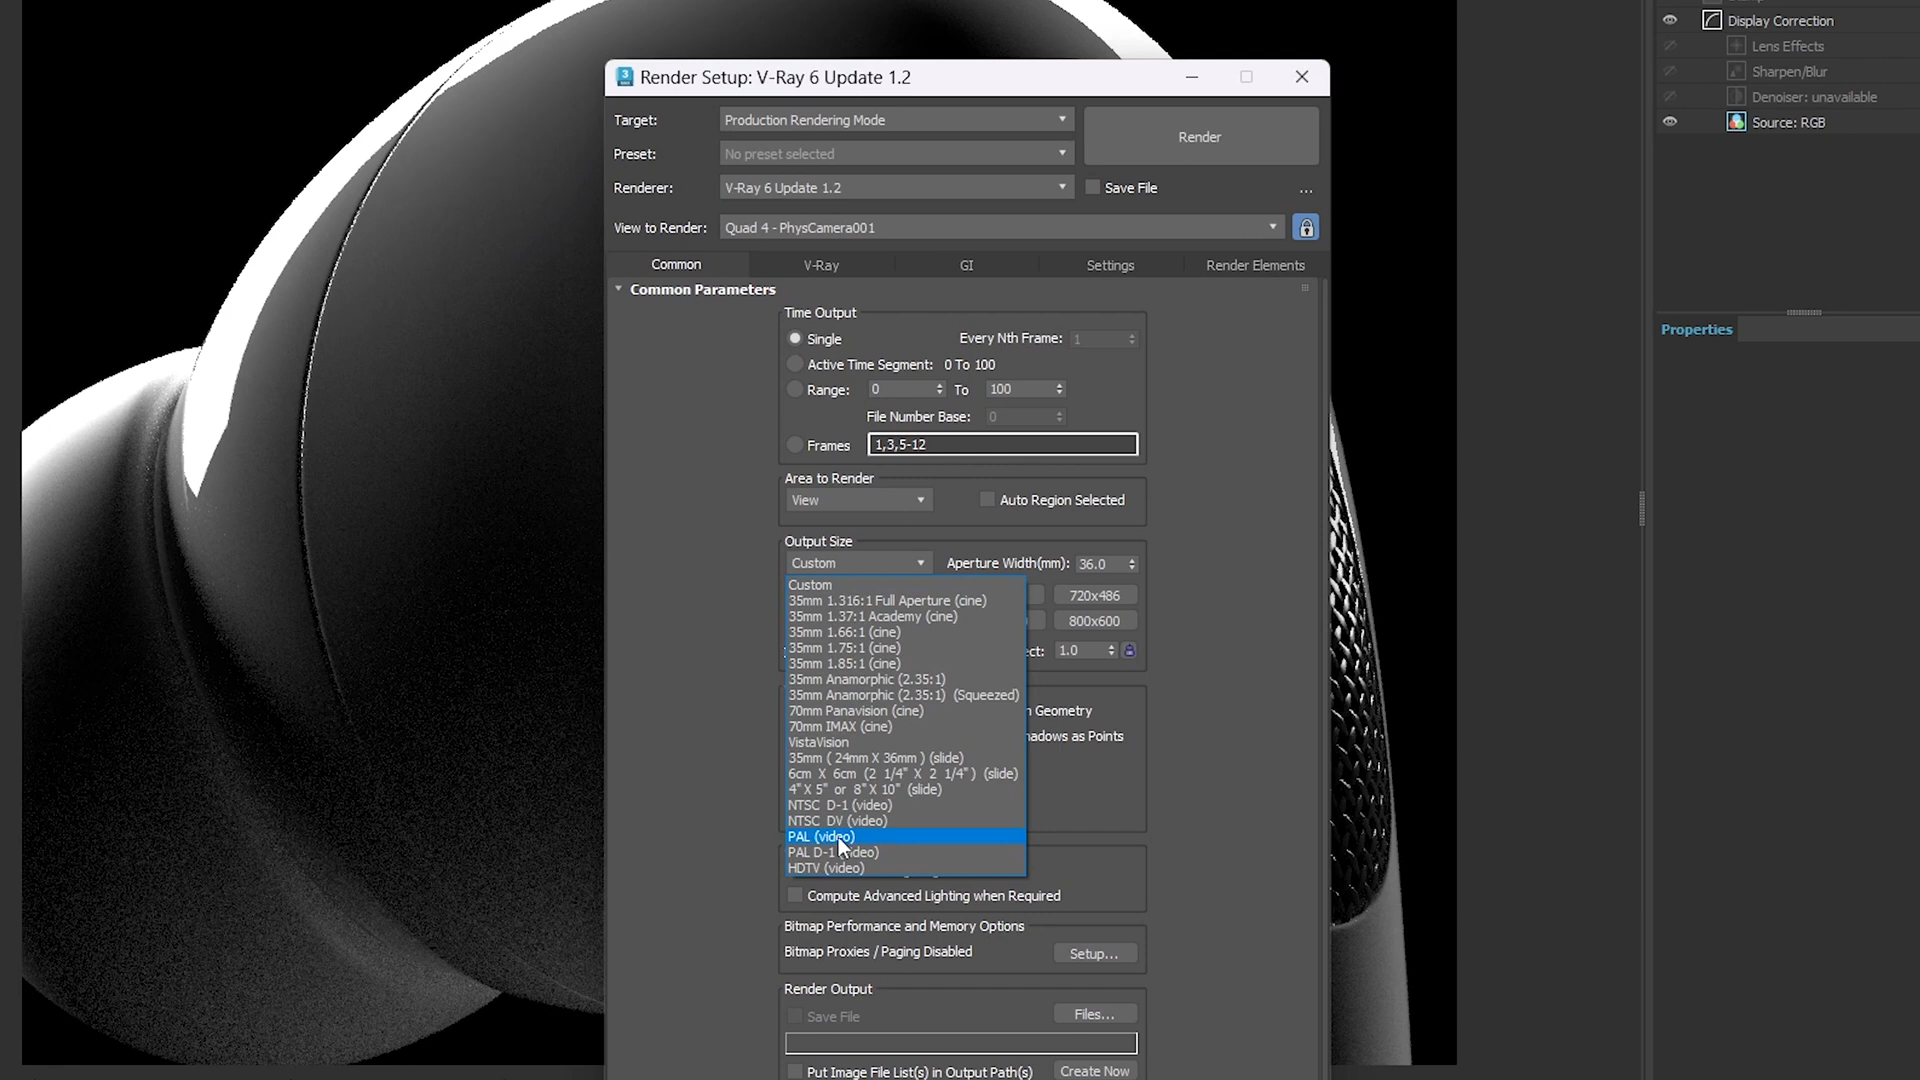 Display Correction
Lens Effects
Sharpen/Blur
Denoiser: unavailable
Source: RGB
Properties
Render Setup: V-Ray 6 Update 1.2
Target: Production Rendering Mode
Render
Preset: No preset selected
Renderer: V-Ray 6 Update 1.2 Save File ...
View to Render: Quad 4 - PhysCamera001
Common V-Ray GI Settings Render Elements
Common Parameters
Time Output
Single Every Nth Frame: 1
Active Time Segment: 0 To 100
Range: 0 To 100
File Number Base: 0
Frames 1,3,5-12
Area to Render
View Auto Region Selected
Output Size
Custom Aperture Width(mm): 36.0
Custom
35mm 1.316:1 Full Aperture (cine)
35mm 1.37:1 Academy (cine)
35mm 1.66:1 (cine)
35mm 1.75:1 (cine)
35mm 1.85:1 (cine)
35mm Anamorphic (2.35:1)
35mm Anamorphic (2.35:1) (Squeezed)
70mm Panavision (cine)
70mm IMAX (cine)
VistaVision
35mm ( 24mm X 36mm ) (slide)
6cm X 6cm (2 1/4" X 2 1/4") (slide)
4" X 5" or 8" X 10" (slide)
NTSC D-1 (video)
NTSC DV (video)
PAL (video)
PAL D-1 (video)
HDTV (video)
720x486
800x600
ect: 1.0
n Geometry
hadows as Points
Compute Advanced Lighting when Required
Bitmap Performance and Memory Options
Bitmap Proxies / Paging Disabled Setup...
Render Output
Save File Files...
Put Image File List(s) in Output Path(s) Create Now